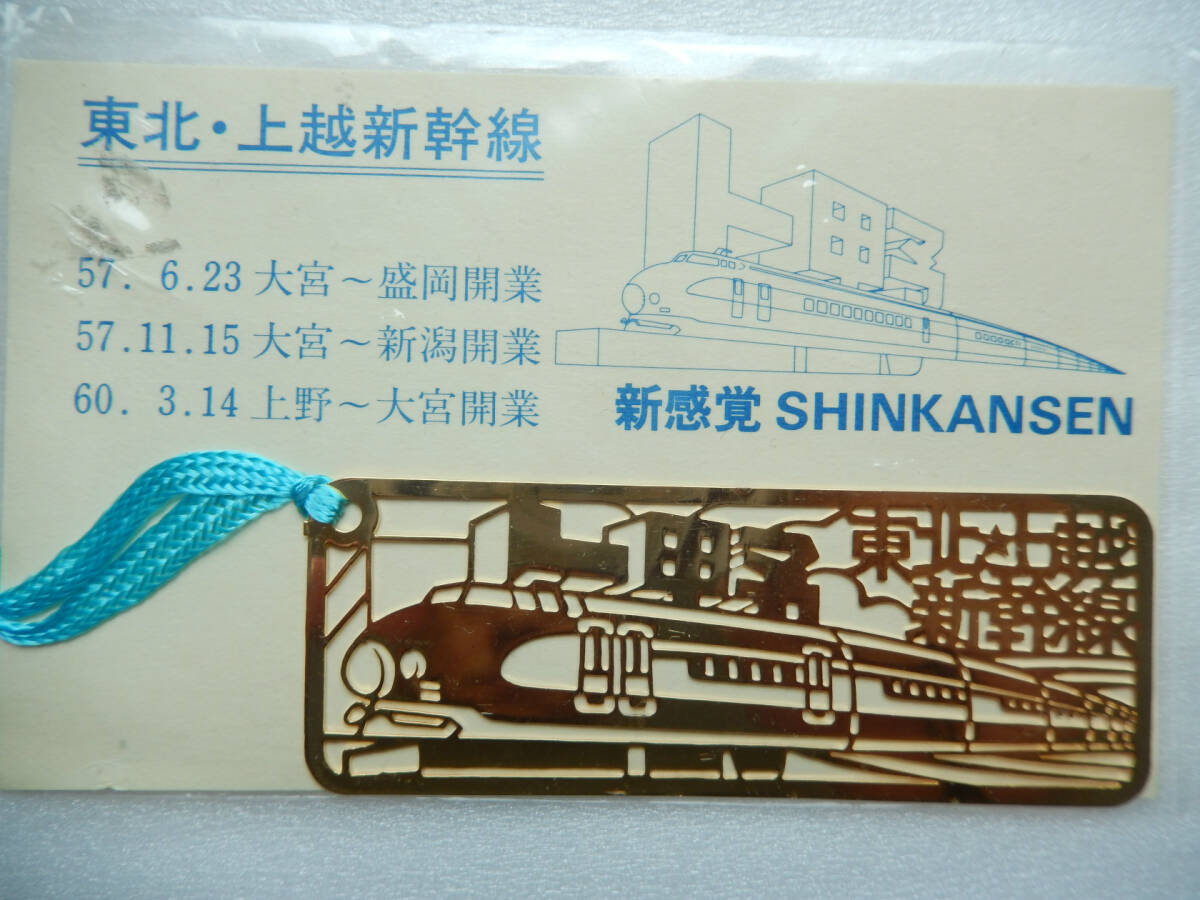 東北・上越新幹線
57. 6.23 大宮～盛岡開業
57.11.15 大宮～新潟開業
60. 3.14 上野～大宮開業
上野
新感覚 SHINKANSEN
上野
東北★上越
新幹線